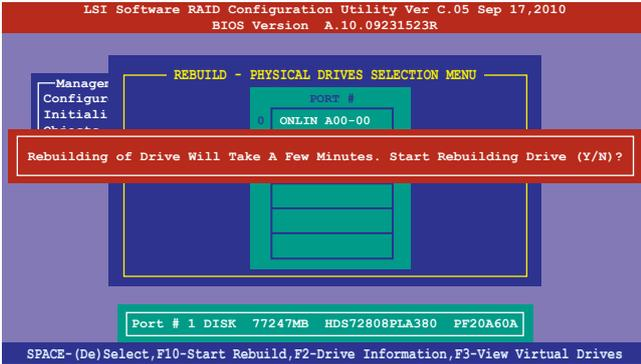 LSI Software RAID Configuration Utility Ver C.05 Sep 17,2010
BIOS Version A.10.09231523R
REBUILD - PHYSICAL DRIVES SELECTION MENU
Managem
Configur
Initiali
PORT #
0 ONLIN A00-00
Rebuilding of Drive Will Take A Few Minutes. Start Rebuilding Drive (Y/N)?
Port # 1 DISK 77247MB HDS72808PLA380 PF20A60A
SPACE-(De)Select,F10-Start Rebuild,F2-Drive Information,F3-View Virtual Drives